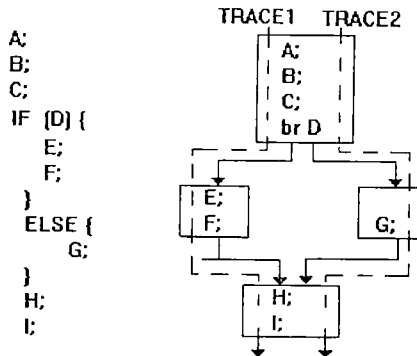 A;
B;
C;
IF (D) {
E;
F;
}
ELSE {
G;
}
H;
I;
TRACE1 TRACE2
A;
B;
C;
br D
E;
F;
G;
H;
I;